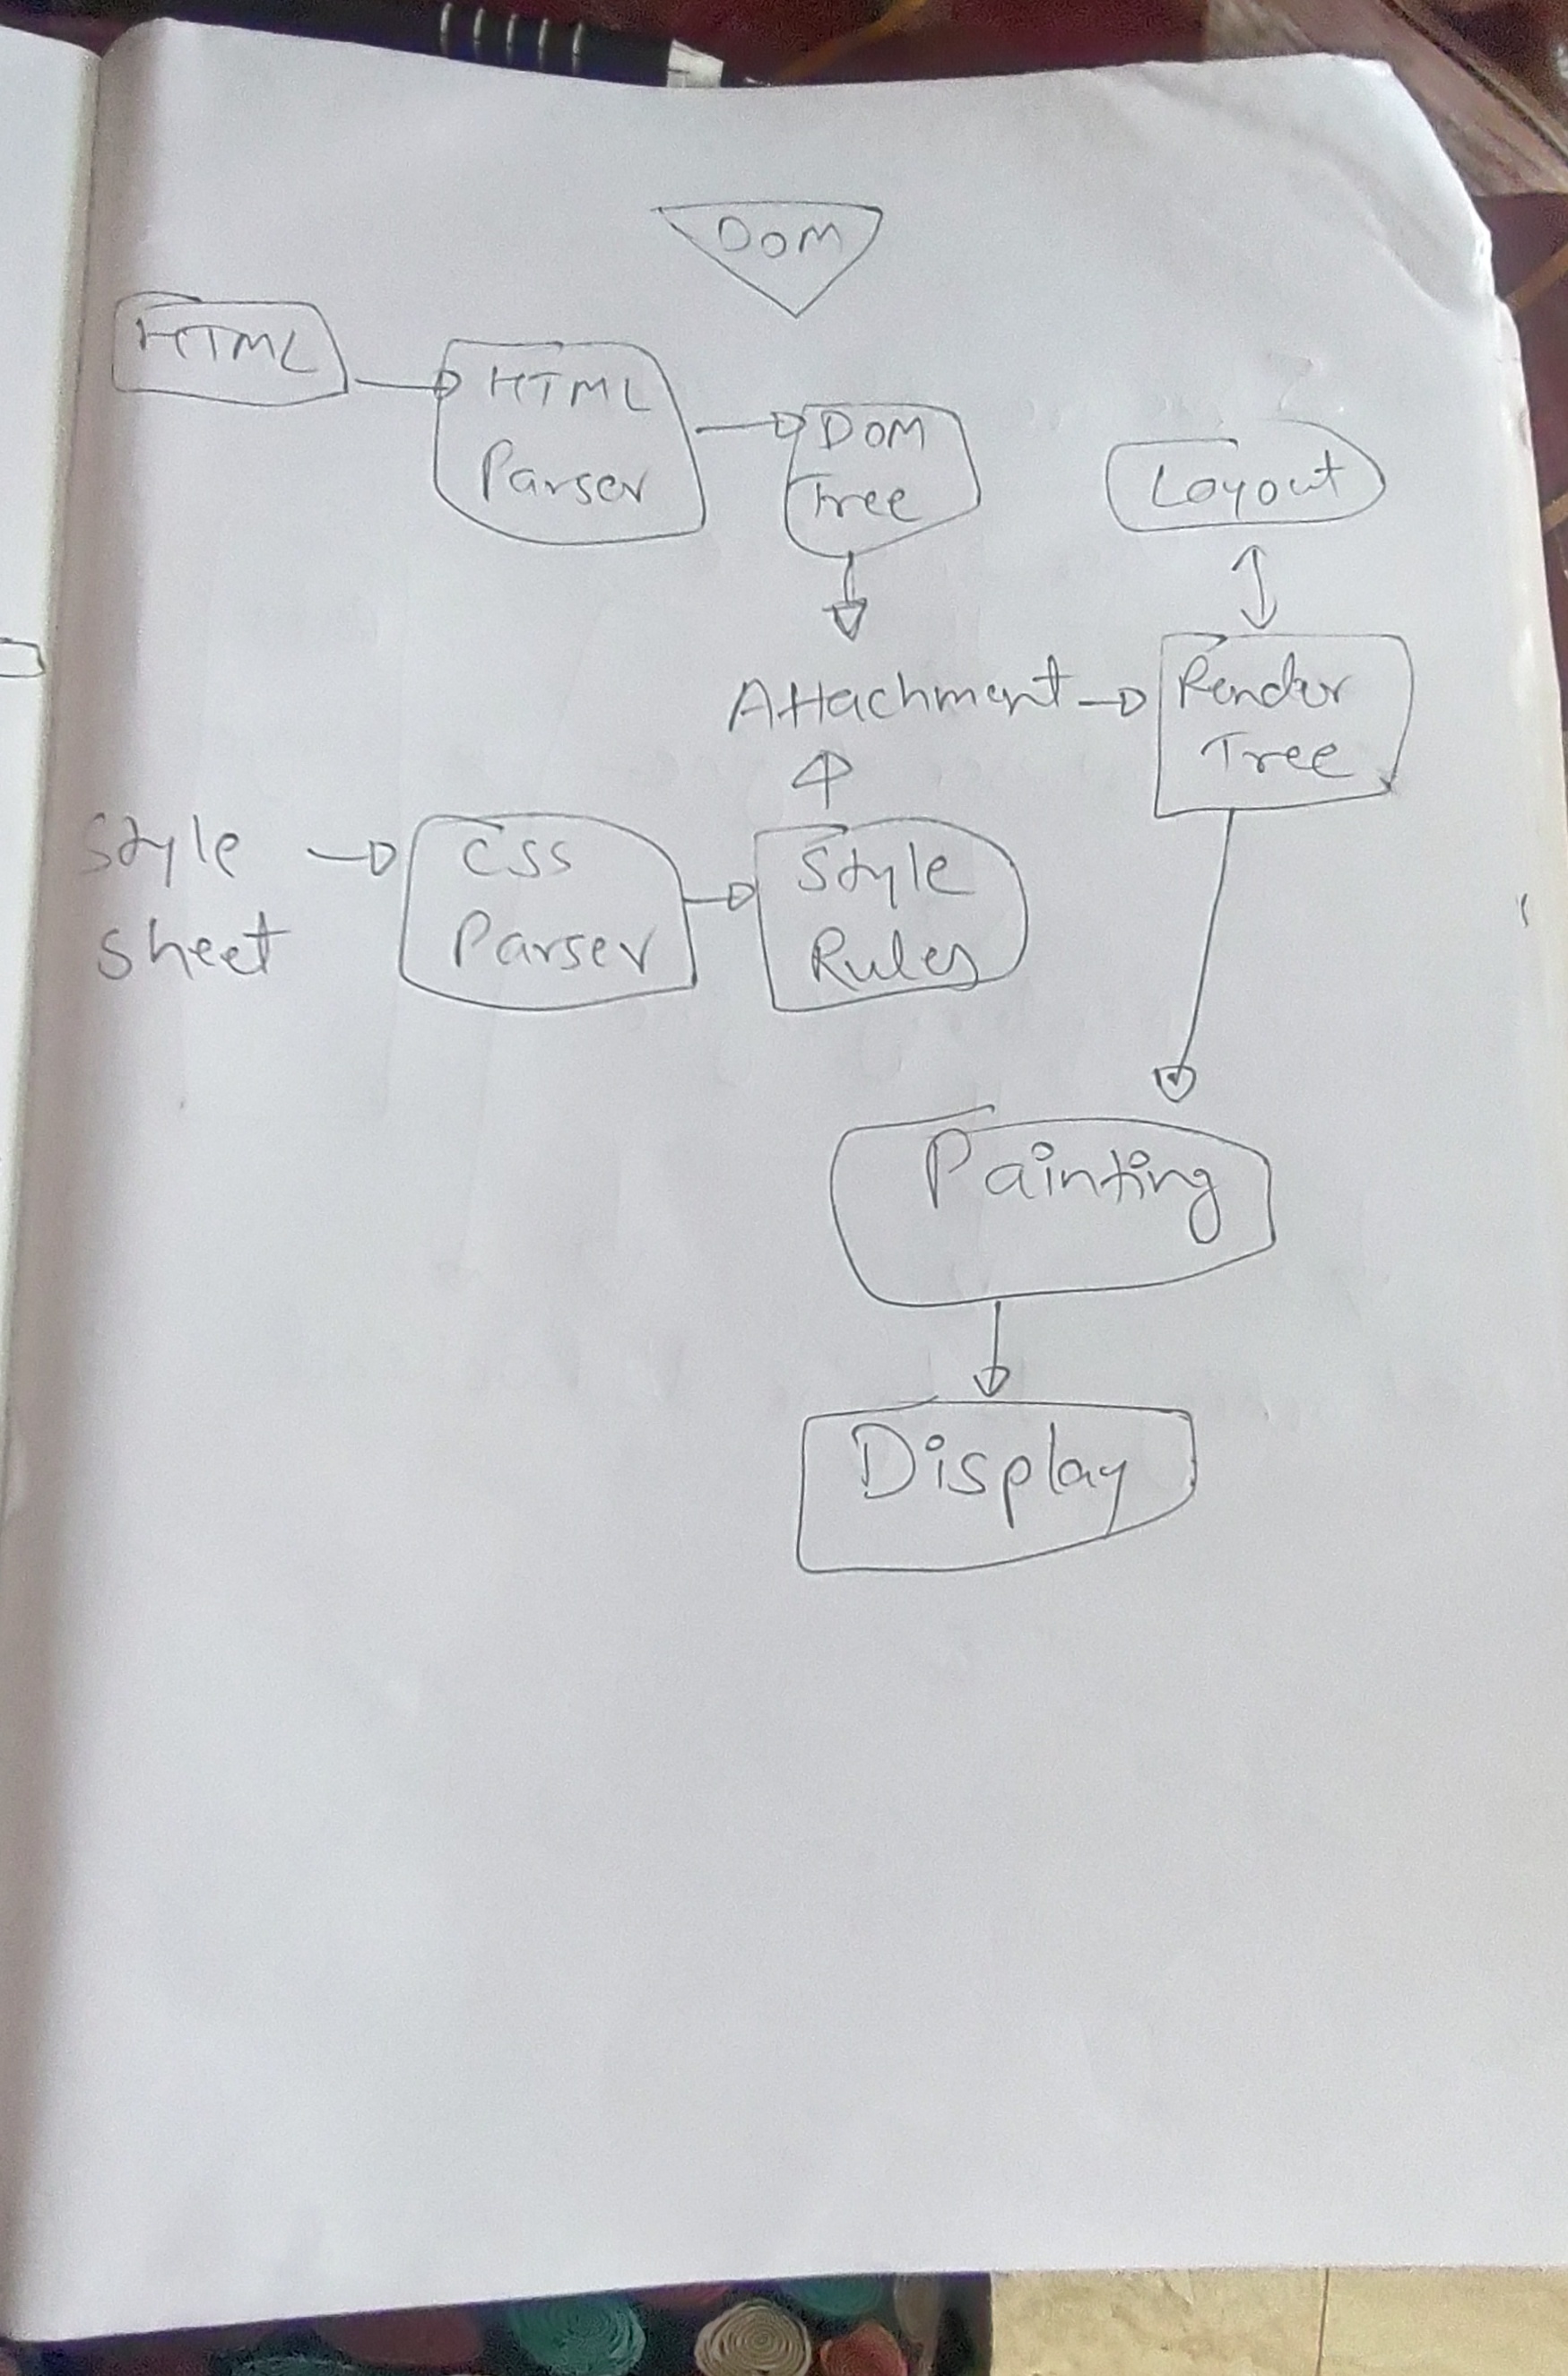 DOM
HTML
HTML
Parser
DOM
Tree
Layout
Attachment
Render
Tree
Style
Sheet
CSS
Parser
Style
Rules
Painting
Display